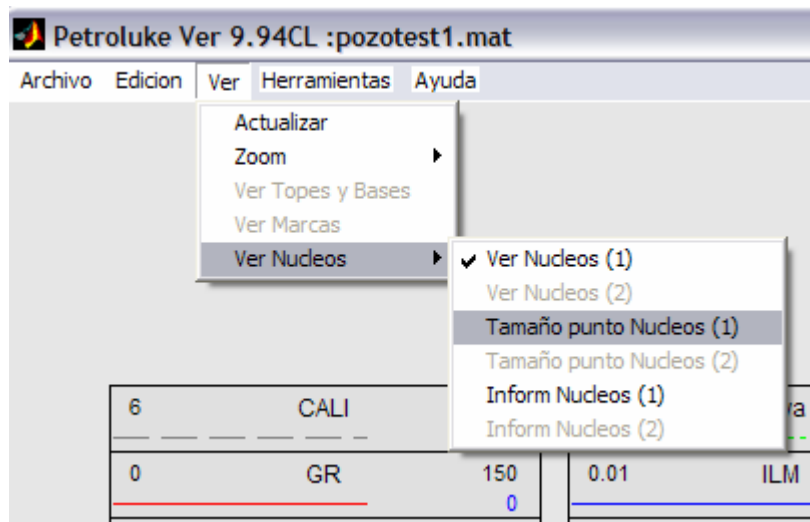 Petroluke Ver 9.94CL :pozotest1.mat
Archivo Edicion Ver Herramientas Ayuda
Actualizar
Zoom
Ver Topes y Bases
Ver Marcas
Ver Nucleos
Ver Nucleos (1)
Ver Nucleos (2)
Tamaño punto Nucleos (1)
Tamaño punto Nucleos (2)
Inform Nucleos (1)
Inform Nucleos (2)
6 CALI
0 GR 150 0.01 ILM
0